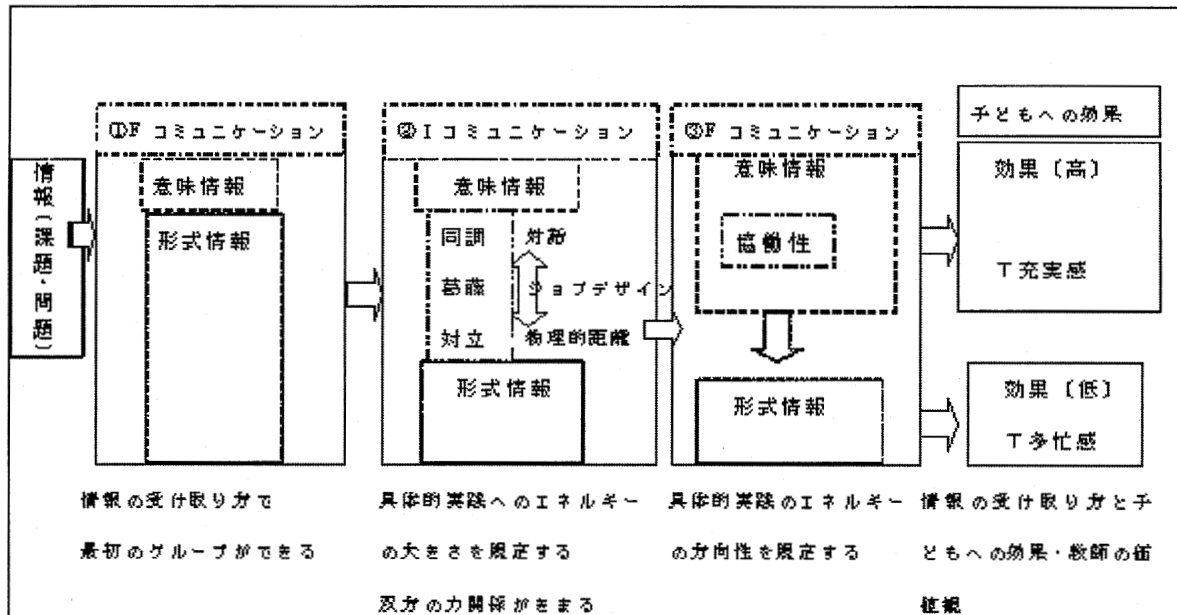 情報(課題・問題)
①F コミュニケーション
意味情報
形式情報
情報の受け取り方で
最初のグループができる
②I コミュニケーション
意味情報
同調 対話
葛藤 ジョブデザイン
対立 物理的距離
形式情報
具体的実践へのエネルギー
の大きさを規定する
双方の力関係がきまる
③F コミュニケーション
意味情報
協働性
形式情報
具体的実践のエネルギー
の方向性を規定する
子どもへの効果
効果〔高〕
T充実感
効果〔低〕
T多忙感
情報の受け取り方と子
どもへの効果・教師の価
値観